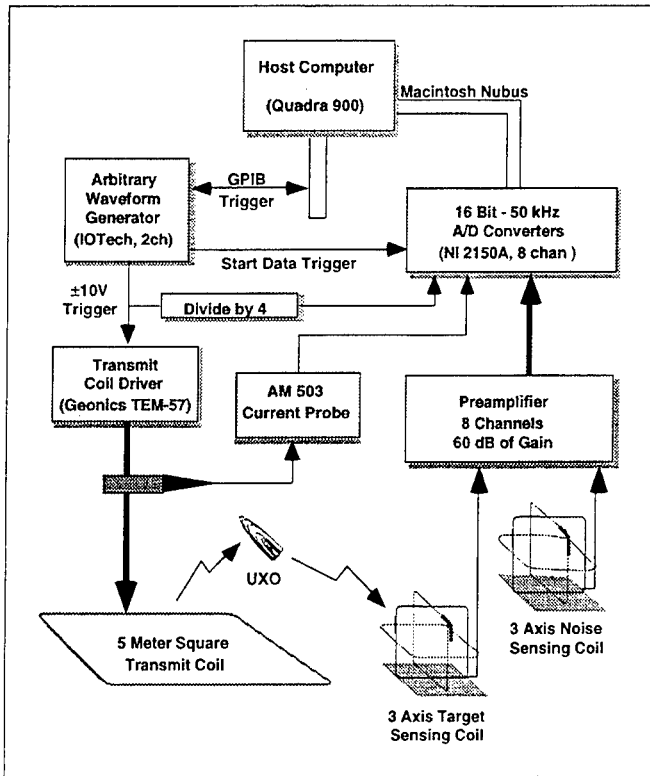 Host Computer
(Quadra 900)
Macintosh Nubus
Arbitrary
Waveform
Generator
(IOTech, 2ch)
GPIB
Trigger
16 Bit - 50 kHz
A/D Converters
(NI 2150A, 8 chan )
Start Data Trigger
±10V
Trigger
Divide by 4
Transmit
Coil Driver
(Geonics TEM-57)
AM 503
Current Probe
Preamplifier
8 Channels
60 dB of Gain
UXO
5 Meter Square
Transmit Coil
3 Axis Noise
Sensing Coil
3 Axis Target
Sensing Coil